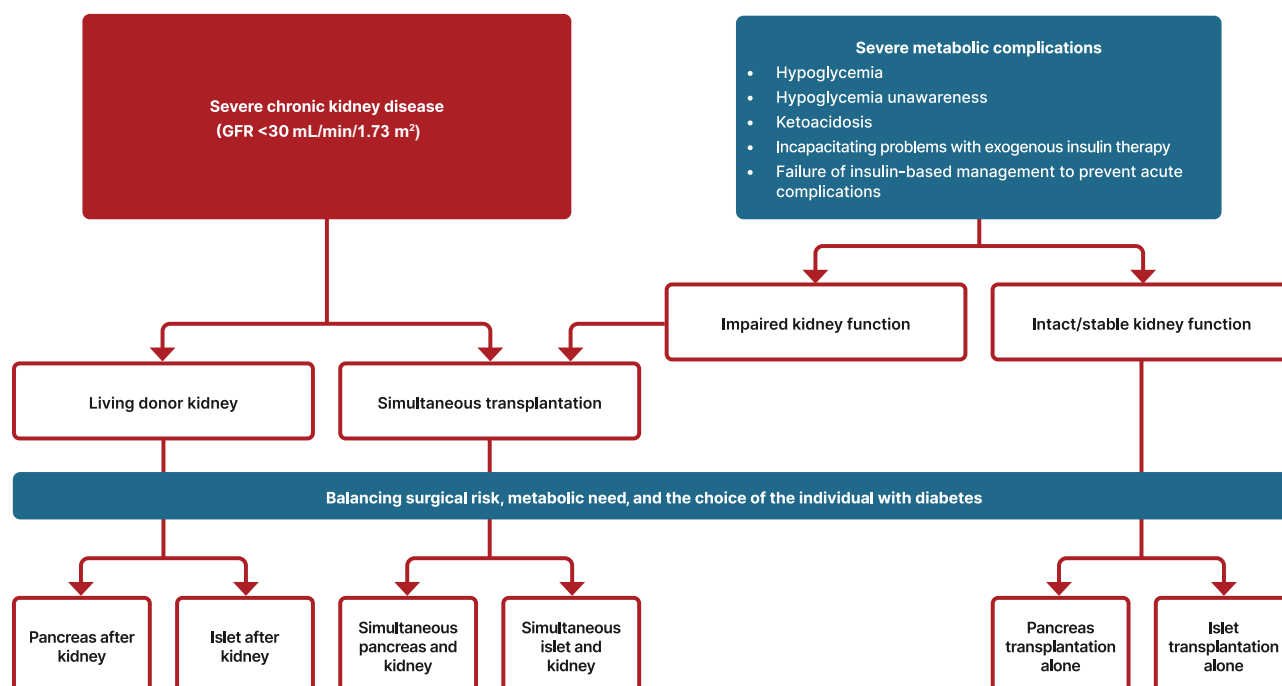 Severe chronic kidney disease
(GFR <30 mL/min/1.73 m²)
Severe metabolic complications
• Hypoglycemia
• Hypoglycemia unawareness
• Ketoacidosis
• Incapacitating problems with exogenous insulin therapy
• Failure of insulin-based management to prevent acute
complications
Impaired kidney function
Intact/stable kidney function
Living donor kidney
Simultaneous transplantation
Balancing surgical risk, metabolic need, and the choice of the individual with diabetes
Pancreas after
kidney
Islet after
kidney
Simultaneous
pancreas and
kidney
Simultaneous
islet and
kidney
Pancreas
transplantation
alone
Islet
transplantation
alone